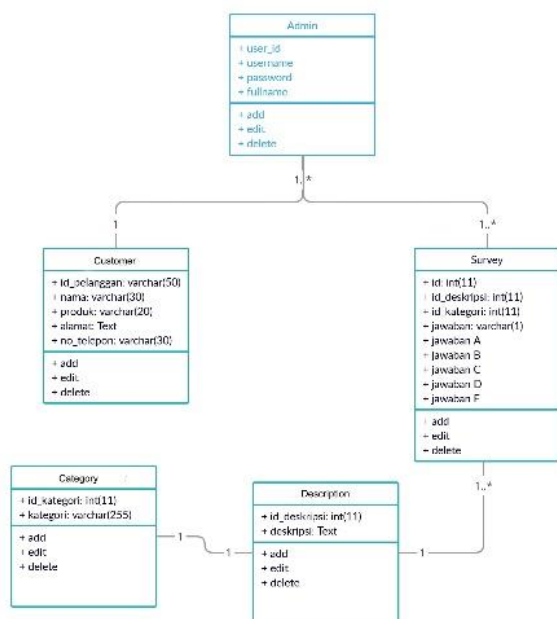 Admin
+ user_id
+ username
+ password
+ fullname
+ add
+ edit
+ delete
1..*
1
1..*
Customer
+ id_pelanggan: varchar(50)
+ nama: varchar(30)
+ produk: varchar(20)
+ alamat: Text
+ no_telepon: varchar(30)
+ add
+ edit
+ delete
Survey
+ id: int(11)
+ id_deskripsi: int(11)
+ id_kategori: int(11)
+ jawaban: varchar(1)
+ jawaban A
+ jawaban B
+ jawaban C
+ jawaban D
+ jawaban E
+ add
+ edit
+ delete
1..*
Category
+ id_kategori: int(11)
+ kategori: varchar(255)
+ add
+ edit
+ delete
1
1
Description
+ id_deskripsi: int(11)
+ deskripsi: Text
+ add
+ edit
+ delete
1